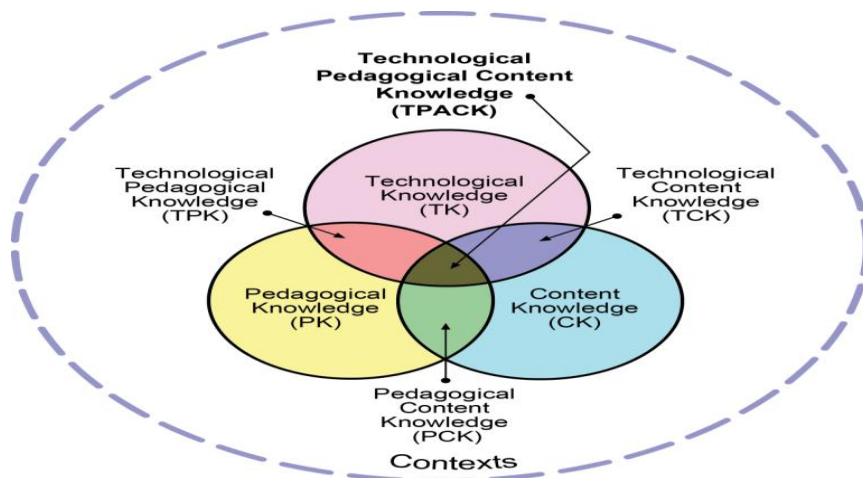 Technological
Pedagogical Content
Knowledge
(TPACK)
Technological
Pedagogical
Knowledge
(TPK)
Technological
Knowledge
(TK)
Technological
Content
Knowledge
(TCK)
Pedagogical
Knowledge
(PK)
Content
Knowledge
(CK)
Pedagogical
Content
Knowledge
(PCK)
Contexts